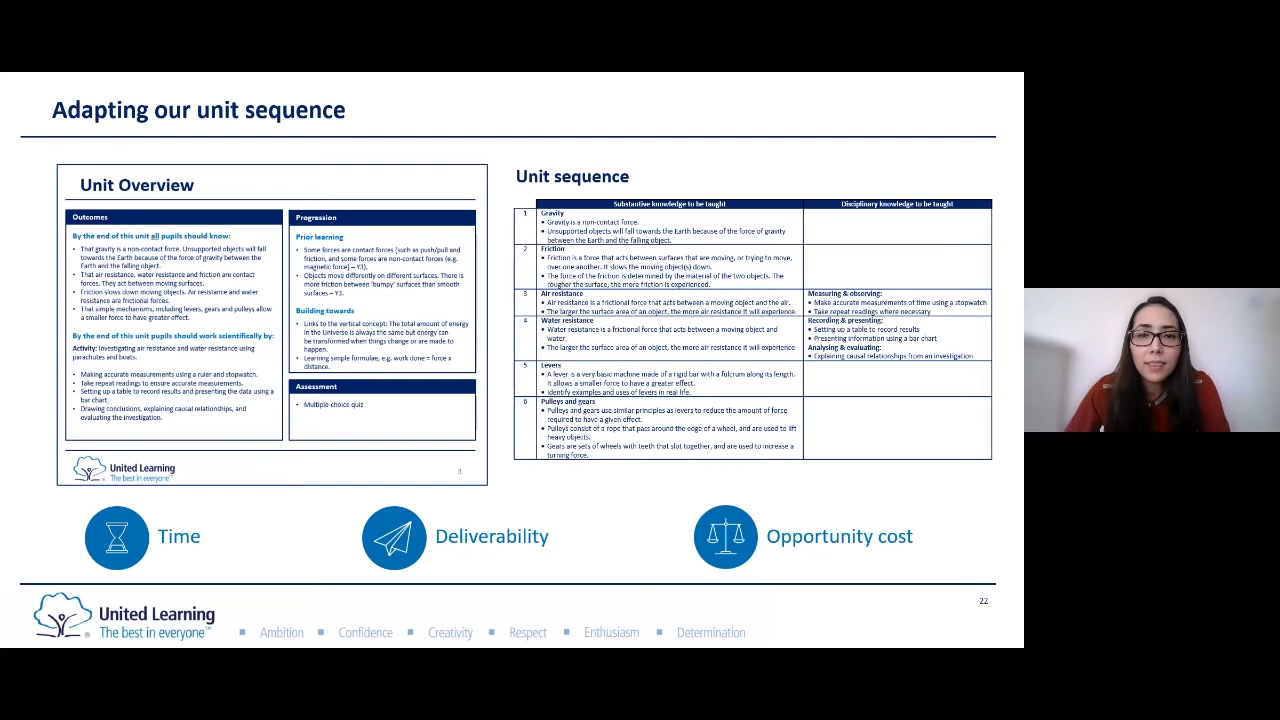 Adapting our unit sequence
Unit Overview
Outcomes
By the end of this unit all pupils should know:
• That gravity is a non-contact force. Unsupported objects will fall
towards the Earth because of the force of gravity between the
Earth and the falling object.
• That air resistance, water resistance and friction are contact
forces. They act between moving surfaces.
• Friction slows down moving objects. Air resistance and water
resistance are frictional forces.
• That simple mechanisms, including levers, gears and pulleys allow
a smaller force to have a greater effect.
By the end of this unit pupils should work scientifically by:
Activity: Investigating air resistance and water resistance using
parachutes and boats.
• Making accurate measurements using a ruler and stopwatch.
• Take repeat readings to ensure accurate measurements.
• Setting up a table to record results and presenting the data using a
bar chart.
• Drawing conclusions, explaining causal relationships, and
evaluating the investigation.
Progression
Prior learning
• Some forces are contact forces (such as push/pull and
friction, and some forces are non-contact forces (e.g.
magnetic force) – Y3).
• Objects move differently on different surfaces. There is
more friction between 'bumpy' surfaces than smooth
surfaces – Y3.
Building towards
• Links to the vertical concept: The total amount of energy
in the Universe is always the same but energy can
be transformed when things change or are made to
happen.
• Learning simple formulae, e.g. work done = force x
distance.
Assessment
• Multiple-choice quiz
United Learning
The best in everyone™
3
Unit sequence
Substantive knowledge to be taught
Disciplinary knowledge to be taught
1
Gravity
• Gravity is a non-contact force.
• Unsupported objects will fall towards the Earth because of the force of gravity
between the Earth and the falling object.
2
Friction
• Friction is a force that acts between surfaces that are moving, or trying to move,
over one another. It slows the moving object(s) down.
• The force of the friction is determined by the material of the two objects. The
rougher the surface, the more friction is experienced.
3
Air resistance
• Air resistance is a frictional force that acts between a moving object and the air.
• The larger the surface area of an object, the more air resistance it will experience.
Measuring & observing:
• Make accurate measurements of time using a stopwatch
• Take repeat readings where necessary
4
Water resistance
• Water resistance is a frictional force that acts between a moving object and
water.
• The larger the surface area of an object, the more air resistance it will experience.
Recording & presenting:
• Setting up a table to record results
• Presenting information using a bar chart
Analysing & evaluating:
• Explaining causal relationships from an investigation
5
Levers
• A lever is a very basic machine made of a rigid bar with a fulcrum along its length.
It allows a smaller force to have a greater effect.
• Identify examples and uses of levers in real life.
6
Pulleys and gears
• Pulleys and gears use similar principles as levers to reduce the amount of force
required to have a given effect.
• Pulleys consist of a rope that pass around the edge of a wheel, and are used to lift
heavy objects.
• Gears are sets of wheels with teeth that slot together, and are used to increase a
turning force.
Time
Deliverability
Opportunity cost
22
United Learning
The best in everyone™
Ambition ▪ Confidence ▪ Creativity ▪ Respect ▪ Enthusiasm ▪ Determination